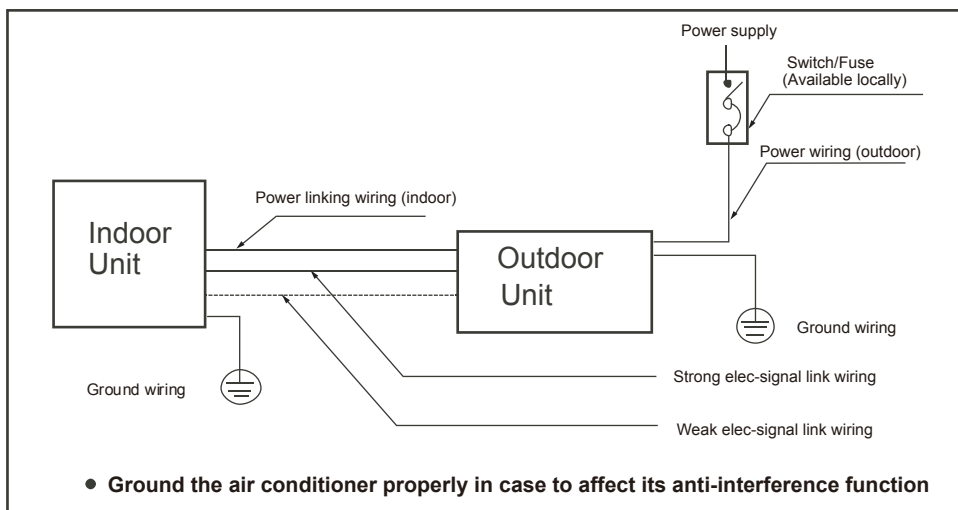 Power supply
Switch/Fuse
(Available locally)
Power wiring (outdoor)
Power linking wiring (indoor)
Indoor
Unit
Outdoor
Unit
Ground wiring
Ground wiring
Strong elec-signal link wiring
Weak elec-signal link wiring
● Ground the air conditioner properly in case to affect its anti-interference function